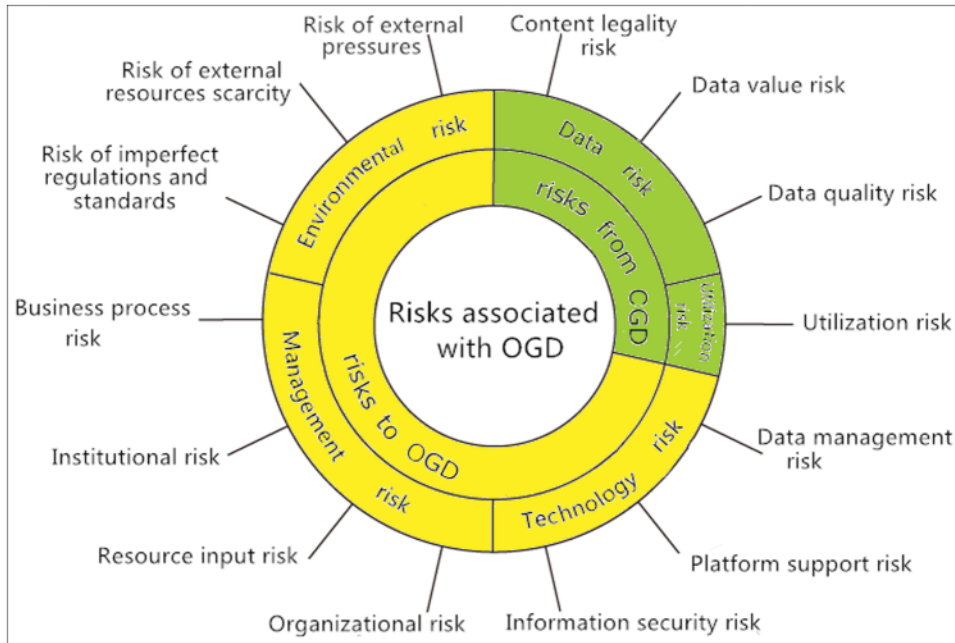 Risk of external
pressures
Content legality
risk
Risk of external
resources scarcity
Data value risk
Risk of imperfect
regulations and
standards
Data quality risk
Business process
risk
Utilization risk
Institutional risk
Data management
risk
Resource input risk
Platform support risk
Organizational risk
Information security risk
Environmental risk
Data risk
risks from CGD
Utilization
risk
Risks associated
with OGD
risks to OGD
Management risk
Technology risk